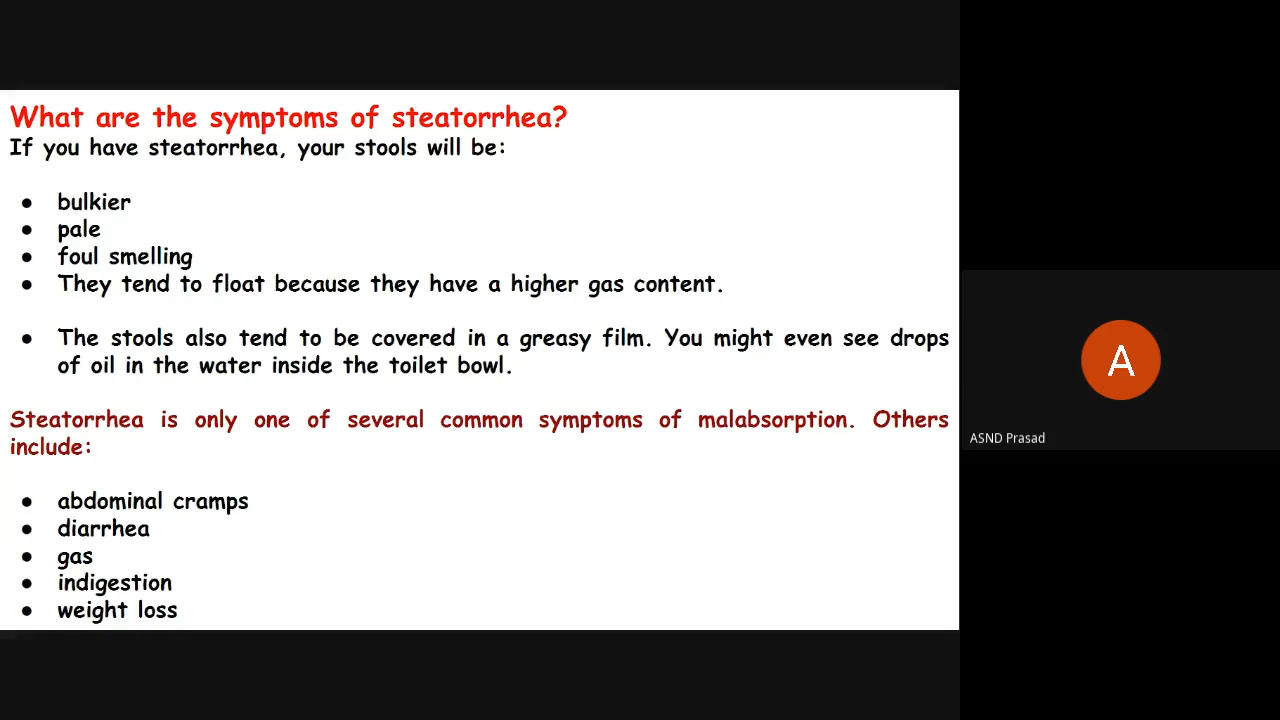 What are the symptoms of steatorrhea?
If you have steatorrhea, your stools will be:
● bulkier
● pale
● foul smelling
● They tend to float because they have a higher gas content.
● The stools also tend to be covered in a greasy film. You might even see drops
of oil in the water inside the toilet bowl.
Steatorrhea is only one of several common symptoms of malabsorption. Others
include:
● abdominal cramps
● diarrhea
● gas
● indigestion
● weight loss
A
ASND Prasad